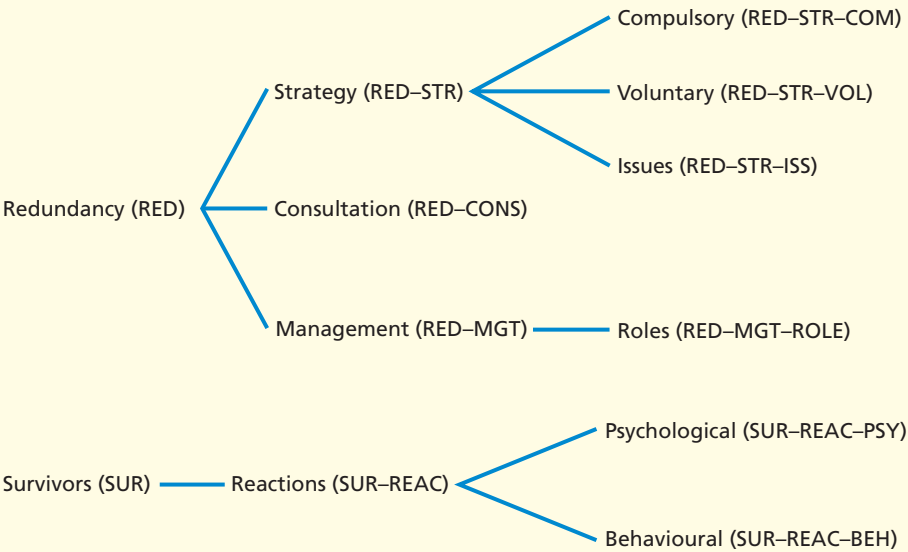 Compulsory (RED–STR–COM)
Strategy (RED–STR)
Voluntary (RED–STR–VOL)
Issues (RED–STR–ISS)
Redundancy (RED)
Consultation (RED–CONS)
Management (RED–MGT)
Roles (RED–MGT–ROLE)
Psychological (SUR–REAC–PSY)
Survivors (SUR)
Reactions (SUR–REAC)
Behavioural (SUR–REAC–BEH)